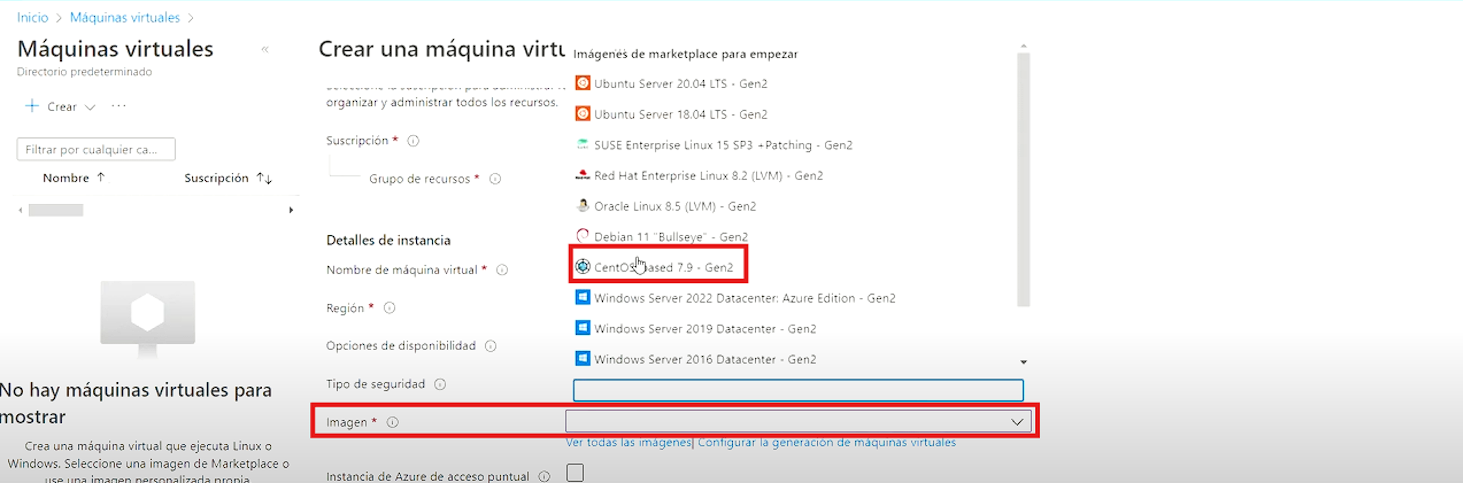 Inicio > Máquinas virtuales >
Máquinas virtuales «
Directorio predeterminado
+ Crear ∨ ···
Filtrar por cualquier ca...
Nombre ↑ Suscripción ↑↓
No hay máquinas virtuales para
mostrar
Crea una máquina virtual que ejecuta Linux o
Windows. Seleccione una imagen de Marketplace o
use una imagen personalizada propia
Crear una máquina virtu
organizar y administrar todos los recursos.
Suscripción *
Grupo de recursos *
Detalles de instancia
Nombre de máquina virtual *
Región *
Opciones de disponibilidad
Tipo de seguridad
Imagen *
Imágenes de marketplace para empezar
Ubuntu Server 20.04 LTS - Gen2
Ubuntu Server 18.04 LTS - Gen2
SUSE Enterprise Linux 15 SP3 +Patching - Gen2
Red Hat Enterprise Linux 8.2 (LVM) - Gen2
Oracle Linux 8.5 (LVM) - Gen2
Debian 11 "Bullseye" - Gen2
CentOS-based 7.9 - Gen2
Windows Server 2022 Datacenter: Azure Edition - Gen2
Windows Server 2019 Datacenter - Gen2
Windows Server 2016 Datacenter - Gen2
Ver todas las imágenes| Configurar la generación de máquinas virtuales
Instancia de Azure de acceso puntual